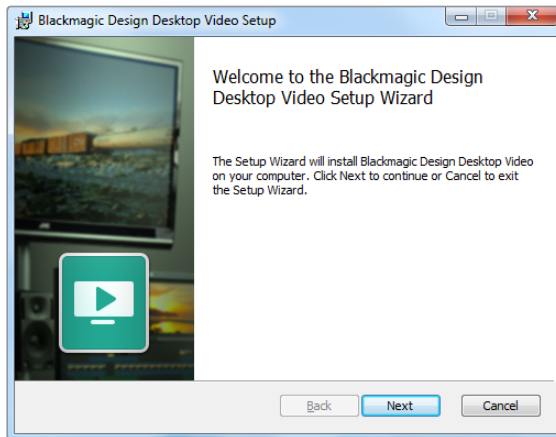 Blackmagic Design Desktop Video Setup
Welcome to the Blackmagic Design
Desktop Video Setup Wizard
The Setup Wizard will install Blackmagic Design Desktop Video
on your computer. Click Next to continue or Cancel to exit
the Setup Wizard.
Back Next Cancel